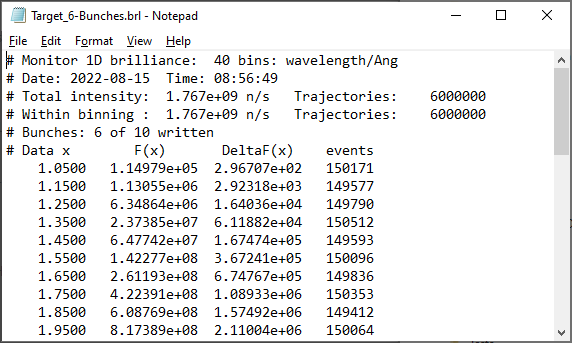 Target_6-Bunches.brl - Notepad
File Edit Format View Help
# Monitor 1D brilliance: 40 bins: wavelength/Ang
# Date: 2022-08-15 Time: 08:56:49
# Total intensity: 1.767e+09 n/s Trajectories: 6000000
# Within binning : 1.767e+09 n/s Trajectories: 6000000
# Bunches: 6 of 10 written
# Data x F(x) DeltaF(x) events
1.0500 1.14979e+05 2.96707e+02 150171
1.1500 1.13055e+06 2.92318e+03 149577
1.2500 6.34864e+06 1.64036e+04 149790
1.3500 2.37385e+07 6.11882e+04 150512
1.4500 6.47742e+07 1.67474e+05 149593
1.5500 1.42277e+08 3.67241e+05 150096
1.6500 2.61193e+08 6.74767e+05 149836
1.7500 4.22391e+08 1.08933e+06 150353
1.8500 6.08769e+08 1.57492e+06 149412
1.9500 8.17389e+08 2.11004e+06 150064